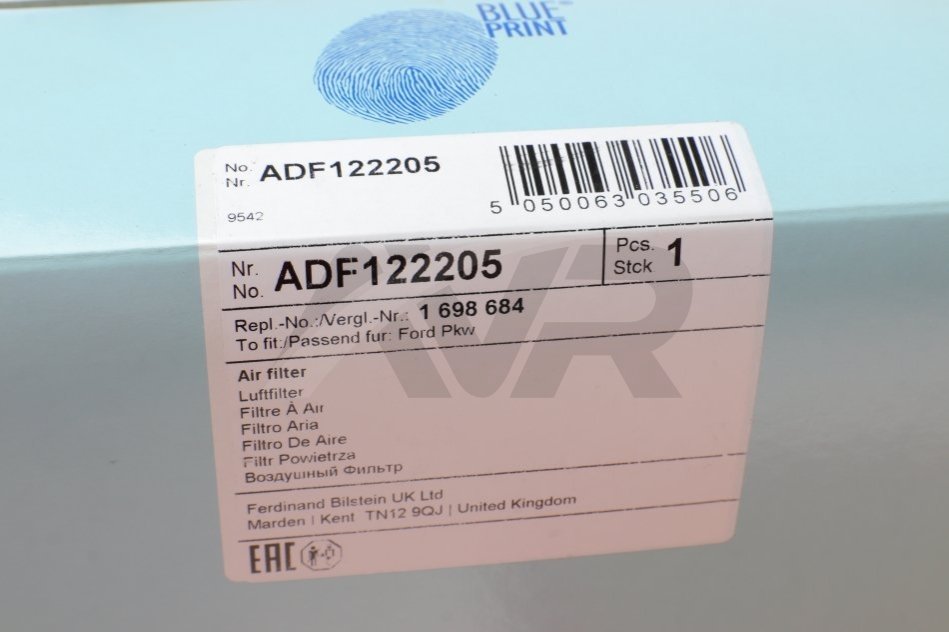 BLUE
PRINT
No.
Nr. ADF122205
9542
5 050063 035506
Nr.
No. ADF122205
Pcs.
Stck 1
Repl.-No.:/Vergl.-Nr.: 1 698 684
To fit:/Passend fur: Ford Pkw
Air filter
Luftfilter
Filtre À Air
Filtro Aria
Filtro De Aire
Filtr Powietrza
Воздушный Фильтр
Ferdinand Bilstein UK Ltd
Marden | Kent TN12 9QJ | United Kingdom
EAC
AVR